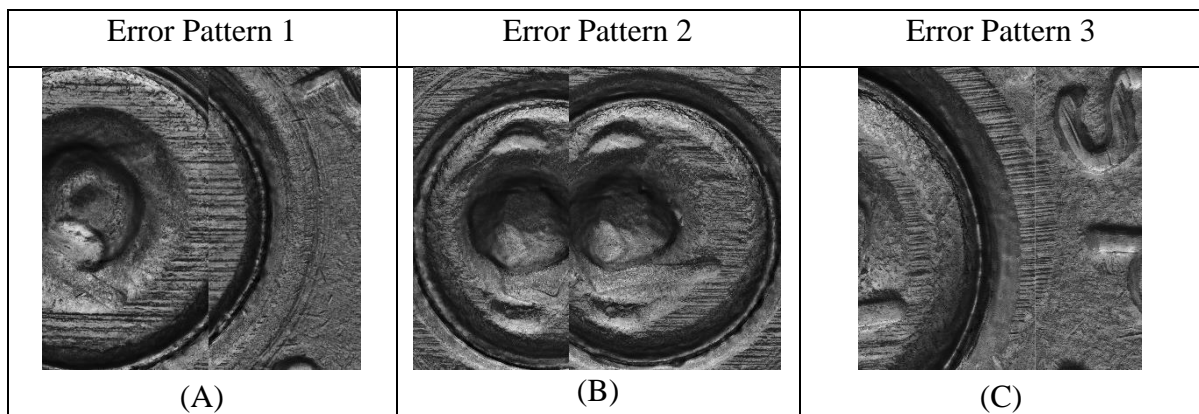 Error Pattern 1
Error Pattern 2
Error Pattern 3
(A)
(B)
(C)